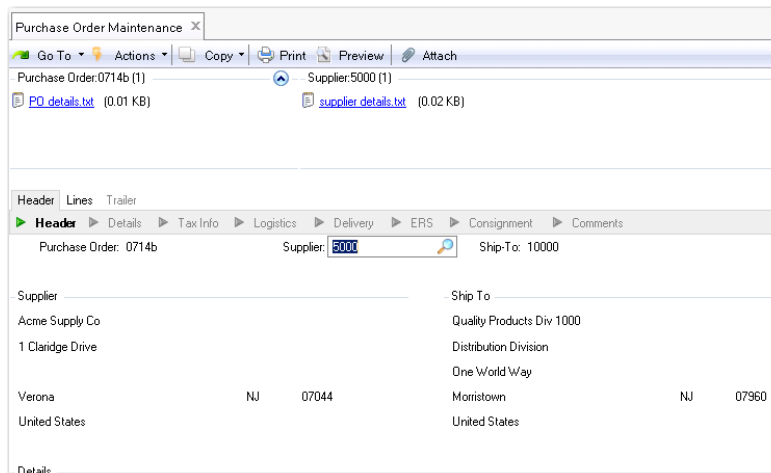 Purchase Order Maintenance X
Go To Actions Copy Print Preview Attach
Purchase Order:0714b (1) Supplier:5000 (1)
PO details.txt (0.01 KB) supplier details.txt (0.02 KB)
Header Lines Trailer
Header Details Tax Info Logistics Delivery ERS Consignment Comments
Purchase Order: 0714b Supplier: 5000 Ship-To: 10000
Supplier Ship To
Acme Supply Co Quality Products Div 1000
1 Claridge Drive Distribution Division
One World Way
Verona NJ 07044 Morristown NJ 07960
United States United States
Details